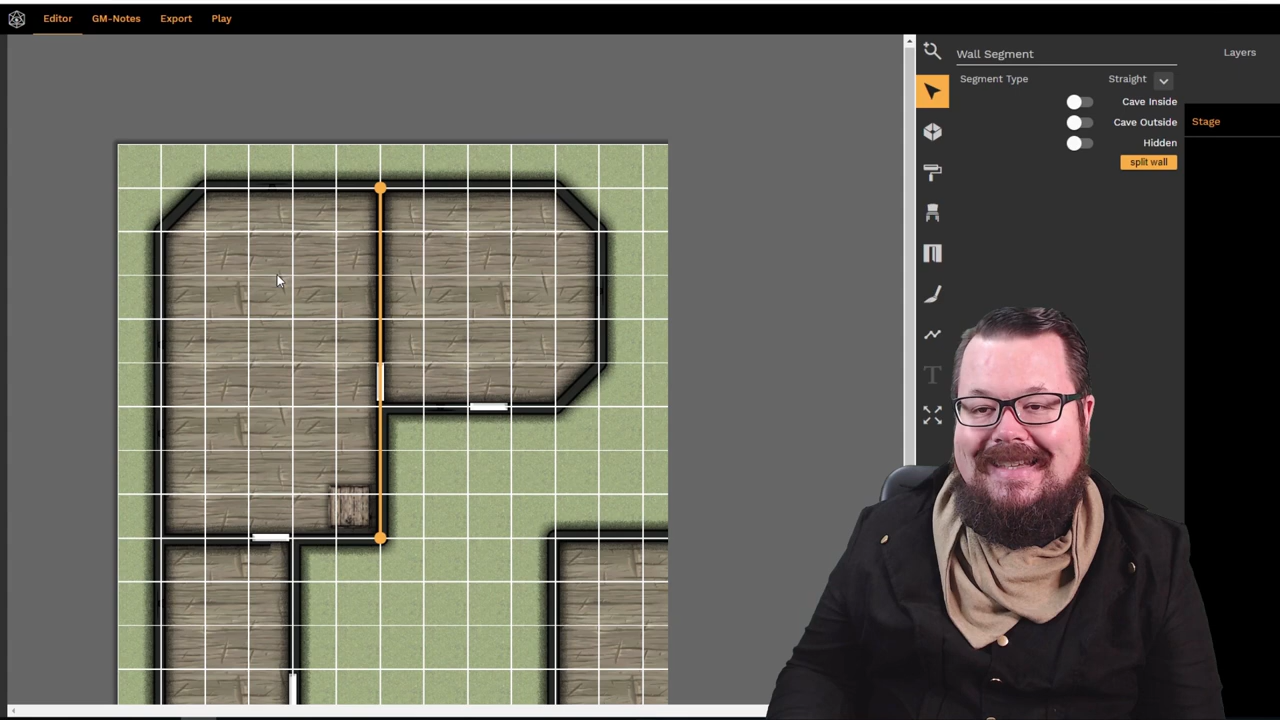 Editor
GM-Notes
Export
Play
Wall Segment
Layers
Segment Type
Straight
Cave Inside
Cave Outside
Stage
Hidden
split wall
T